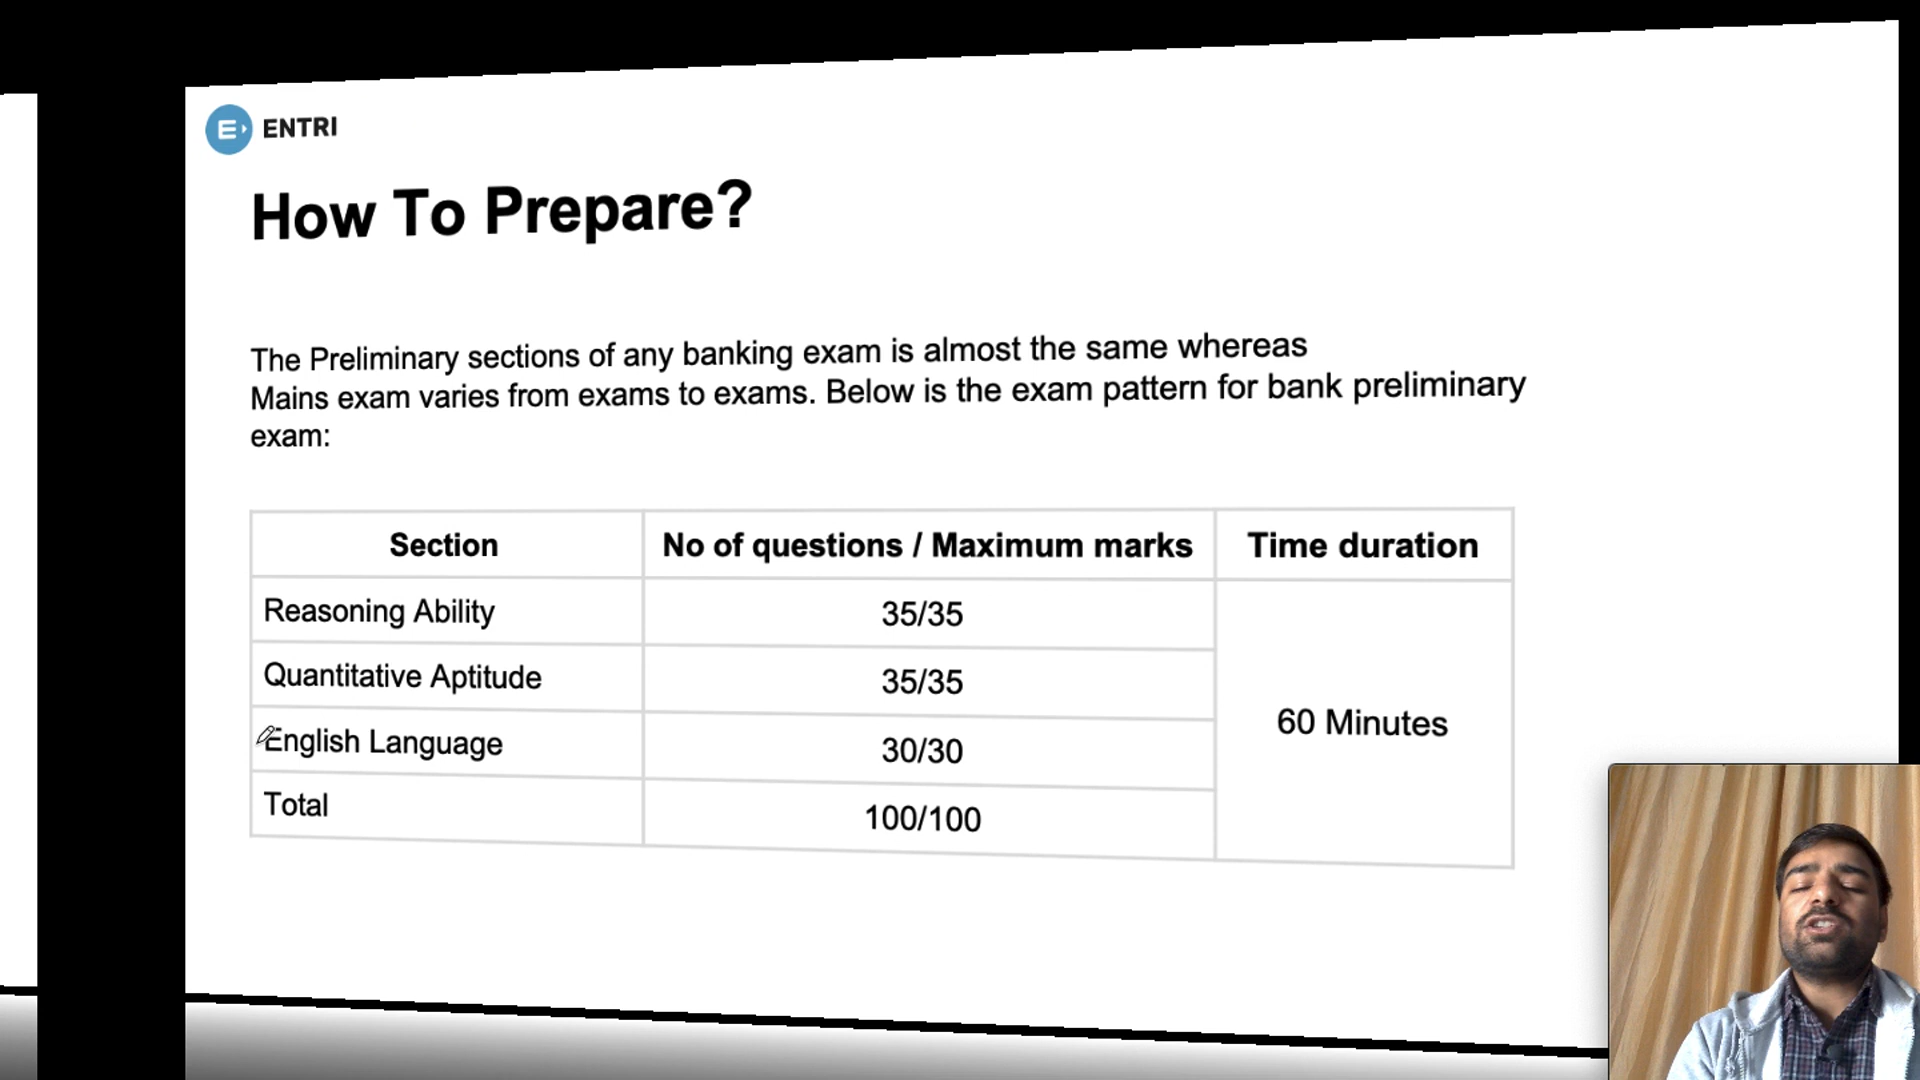 ENTRI
How To Prepare?
The Preliminary sections of any banking exam is almost the same whereas
Mains exam varies from exams to exams. Below is the exam pattern for bank preliminary
exam:
Section No of questions / Maximum marks Time duration
Reasoning Ability 35/35
Quantitative Aptitude 35/35
60 Minutes
English Language 30/30
Total 100/100